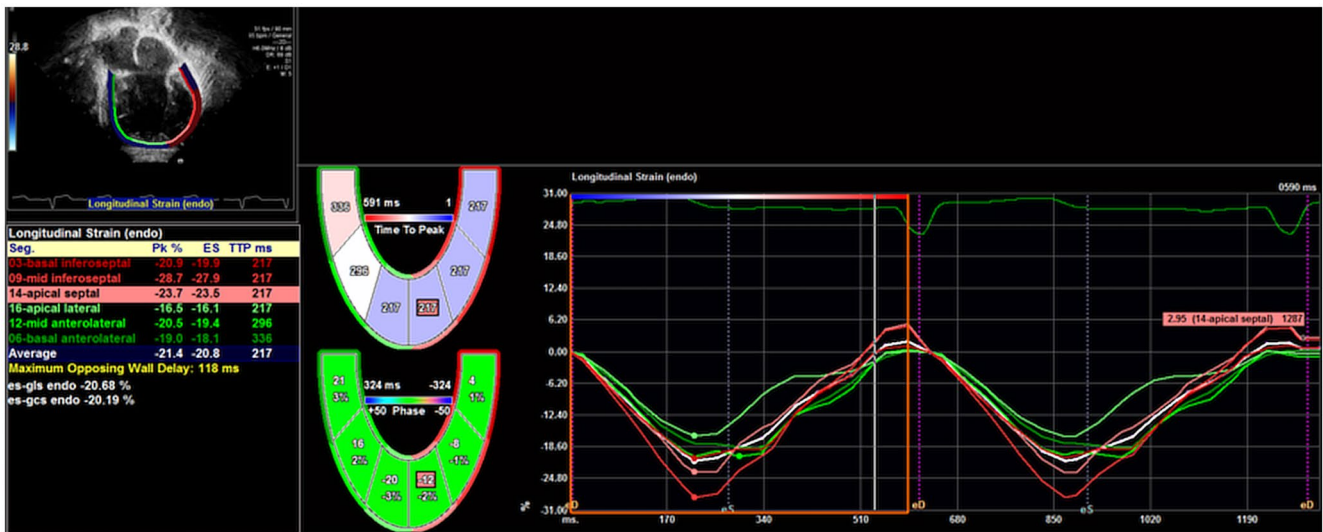 51 fps / 90 mm
28.8
Longitudinal Strain (endo)
Longitudinal Strain (endo)
Seg. Pk % ES TTP ms
03-basal inferoseptal -20.9 -19.9 217
09-mid inferoseptal -28.7 -27.9 217
14-apical septal -23.7 -23.5 217
16-apical lateral -16.5 -16.1 217
12-mid anterolateral -20.5 -19.4 296
06-basal anterolateral -19.0 -18.1 336
Average -21.4 -20.8 217
Maximum Opposing Wall Delay: 118 ms
es-gls endo -20.68 %
es-gcs endo -20.19 %
336 591 ms 1 217
Time To Peak
296 217
217 217
21 324 ms -324 4
3% +50 Phase -50 1%
16 -8
2% -1%
-20 -12
-3% -2%
Longitudinal Strain (endo)
0590 ms
31.00
24.80
18.60
12.40
6.20
2.95 (14-apical septal) 1287
0.00
-6.20
-12.40
-18.60
-24.80
-31.00
%
eD eS eD eS eD
ms. 170 340 510 680 850 1020 1190